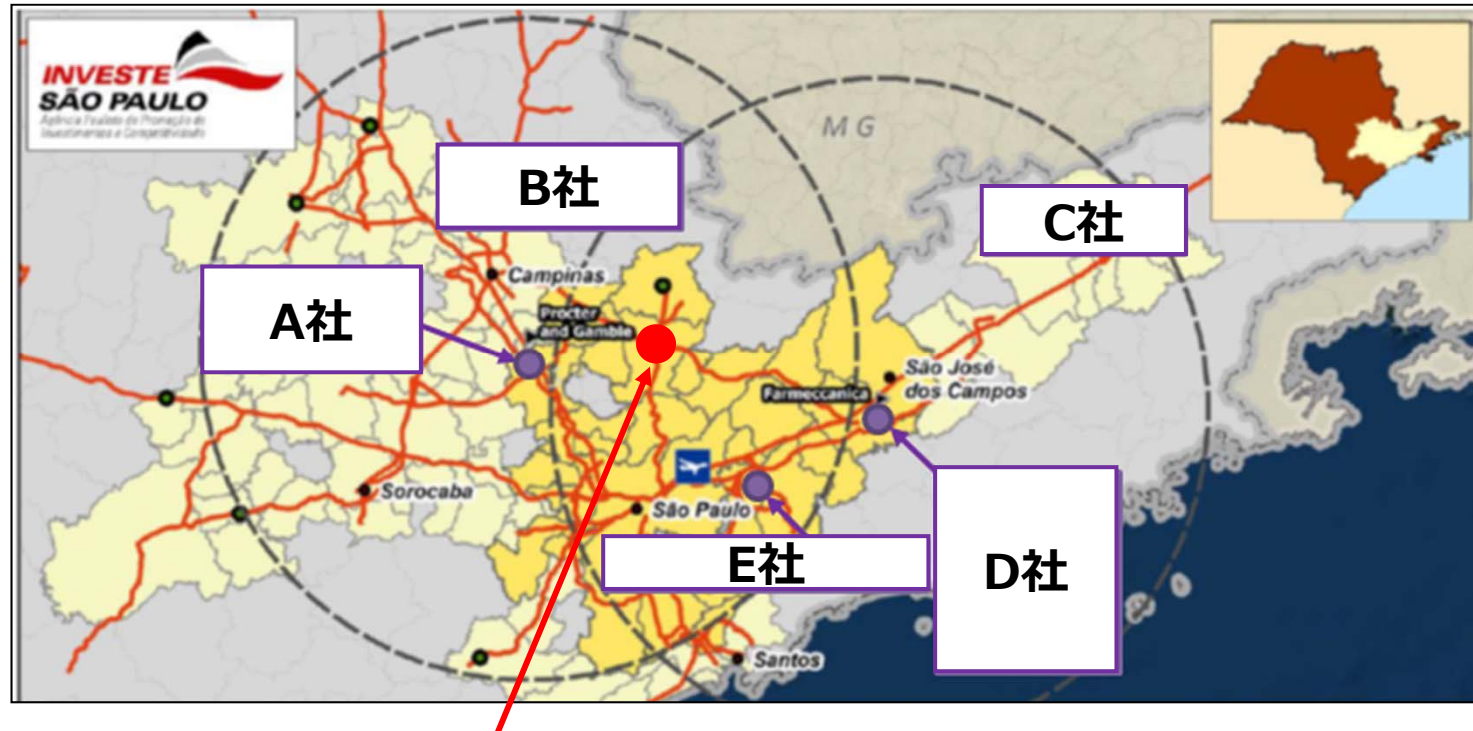 INVESTE
SÃO PAULO
MG
B社
C社
Campinas
A社
Procter
and Gamble
São José
dos Campos
Farmeccanica
Sorocaba
São Paulo
E社
D社
Santos